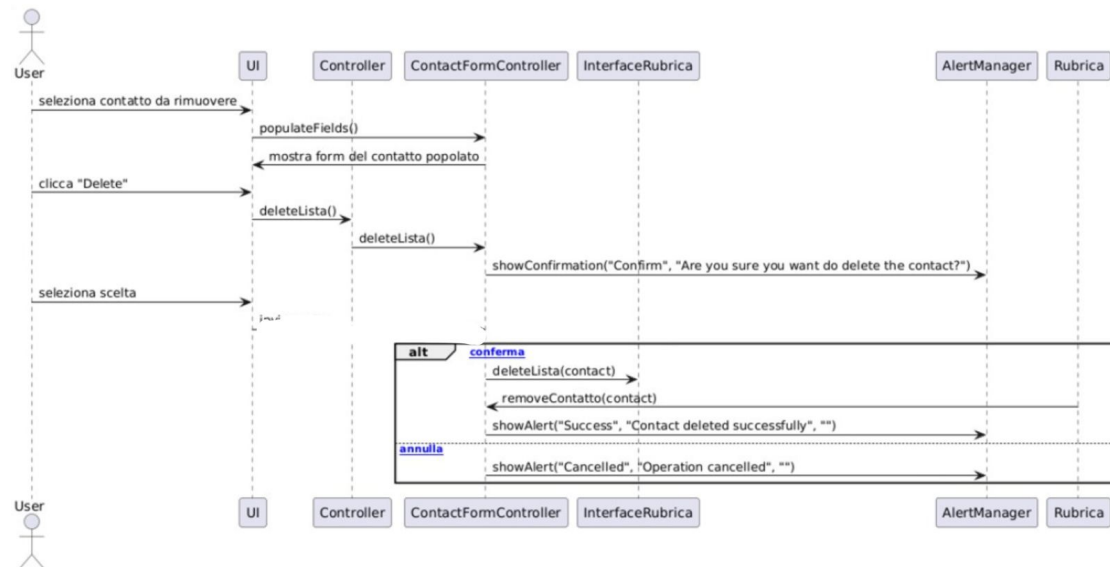 User
UI
Controller
ContactFormController
InterfaceRubrica
AlertManager
Rubrica
seleziona contatto da rimuovere
populateFields()
mostra form del contatto popolato
clicca "Delete"
deleteLista()
deleteLista()
showConfirmation("Confirm", "Are you sure you want do delete the contact?")
seleziona scelta
alt
conferma
deleteLista(contact)
removeContatto(contact)
showAlert("Success", "Contact deleted successfully", "")
annulla
showAlert("Cancelled", "Operation cancelled", "")
User
UI
Controller
ContactFormController
InterfaceRubrica
AlertManager
Rubrica